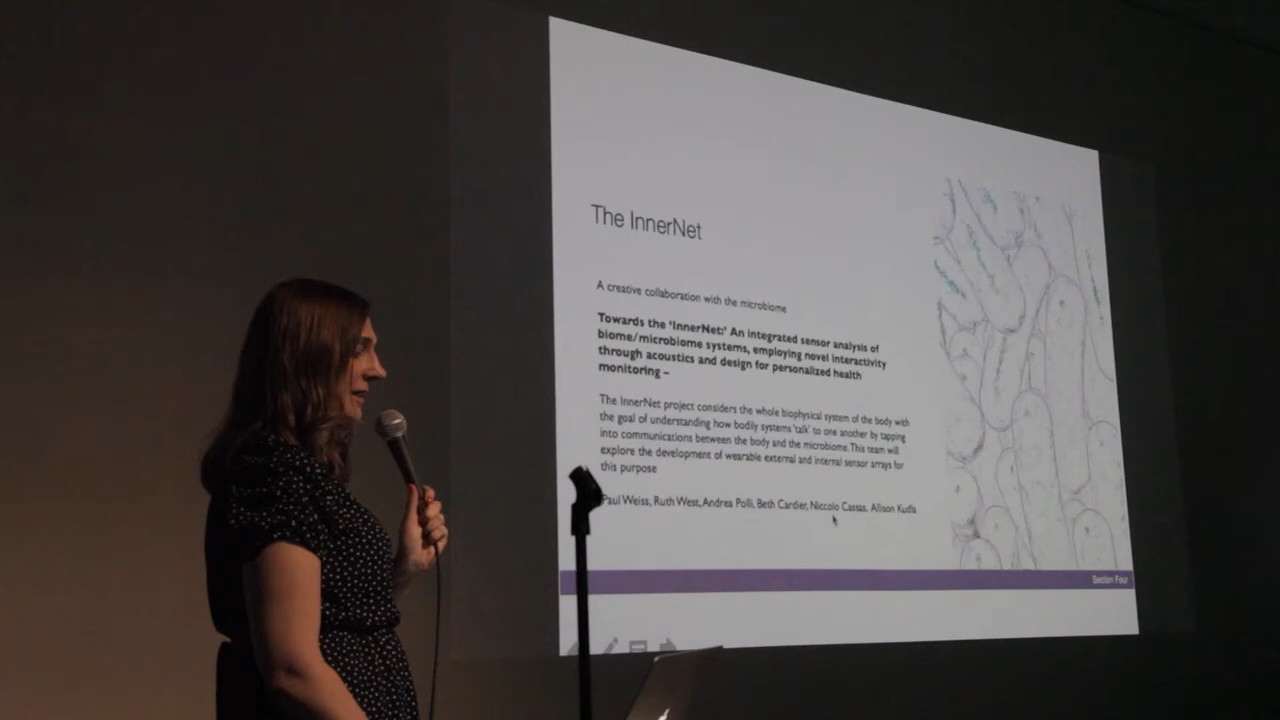 The InnerNet
A creative collaboration with the microbiome
Towards the 'InnerNet:' An integrated sensor analysis of
biome/microbiome systems, employing novel interactivity
through acoustics and design for personalized health
monitoring –
The InnerNet project considers the whole biophysical system of the body with
the goal of understanding how bodily systems 'talk' to one another by tapping
into communications between the body and the microbiome. This team will
explore the development of wearable external and internal sensor arrays for
this purpose
Paul Weiss, Ruth West, Andrea Polli, Beth Cardier, Niccolo Cassas, Allison Kudla
Section Four